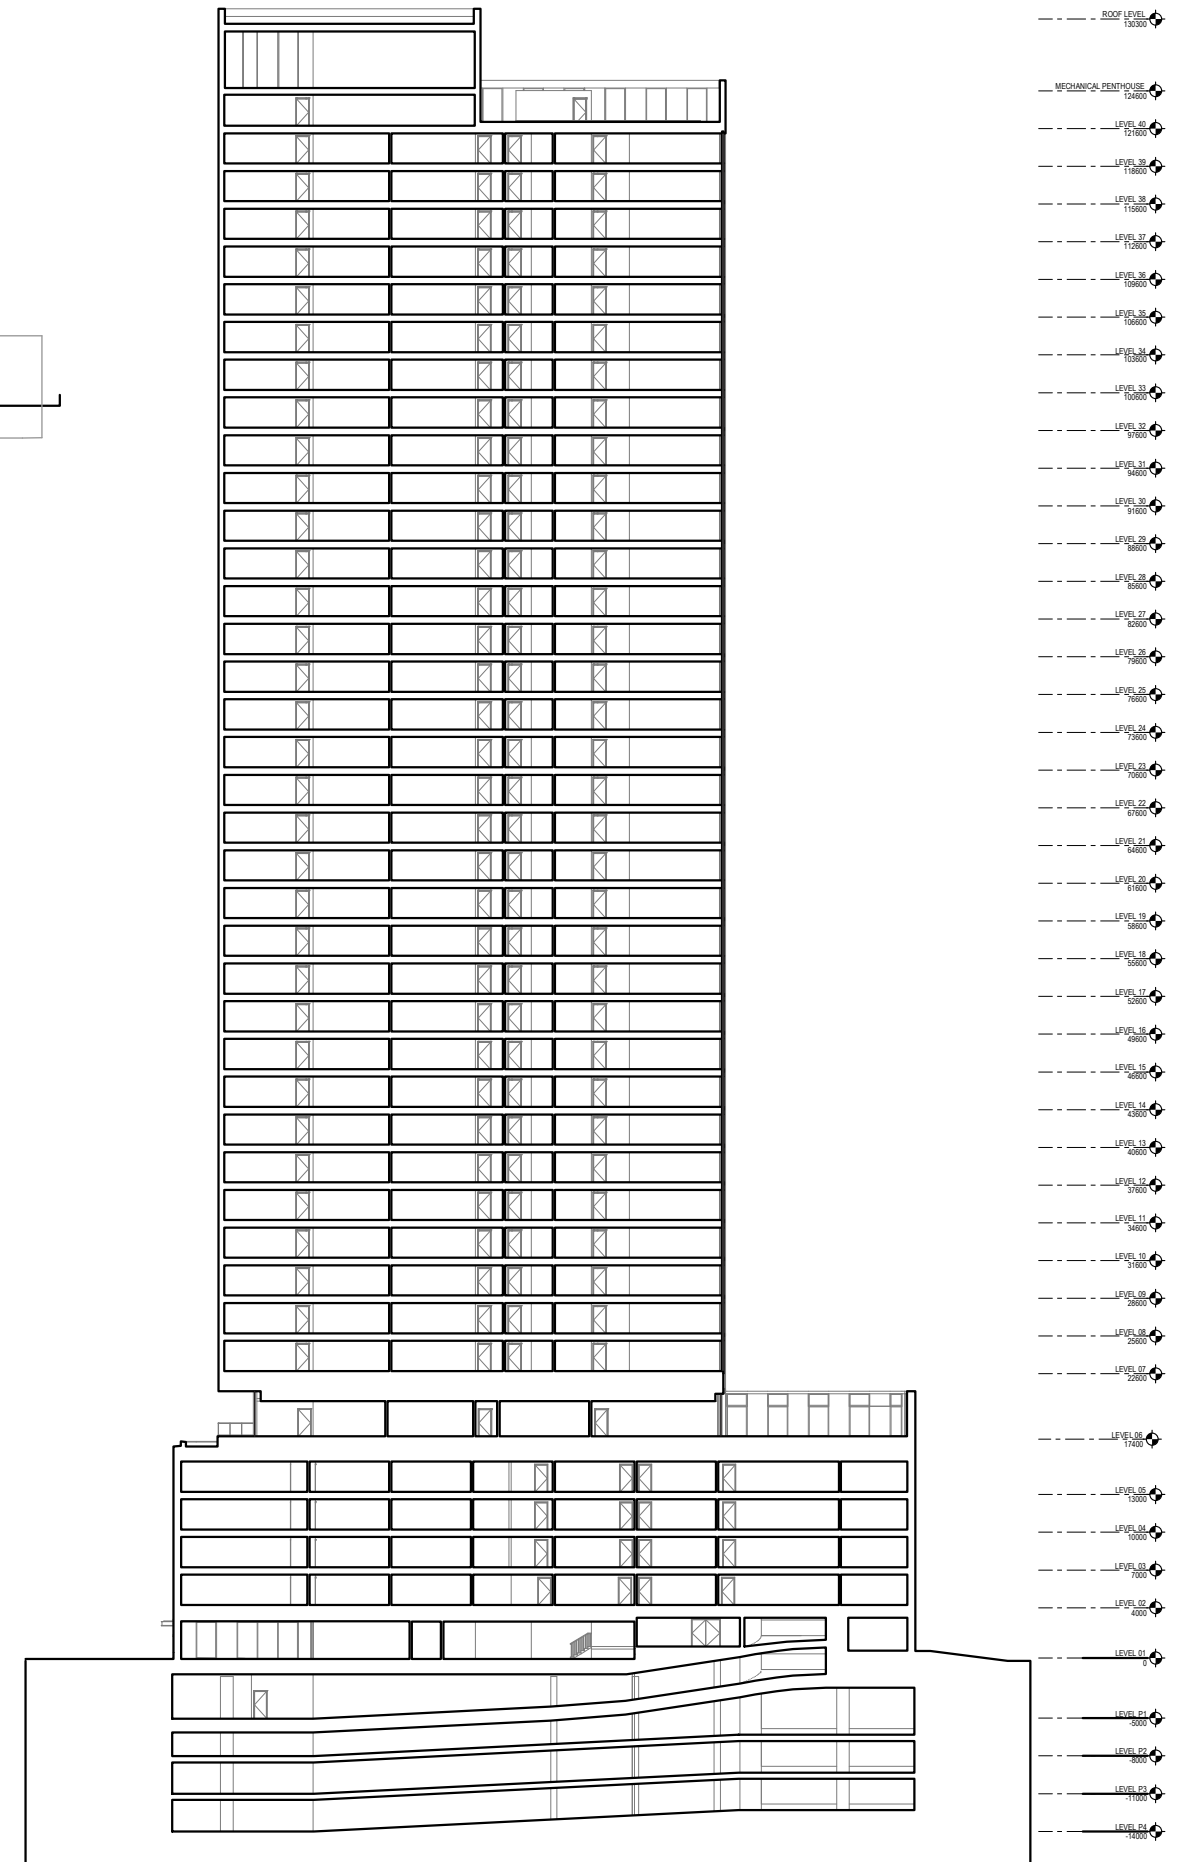 ROOF LEVEL
130300
MECHANICAL PENTHOUSE
124600
LEVEL 40
121600
LEVEL 39
118600
LEVEL 38
115600
LEVEL 37
112600
LEVEL 36
109600
LEVEL 35
106600
LEVEL 34
103600
LEVEL 33
100600
LEVEL 32
97600
LEVEL 31
94600
LEVEL 30
91600
LEVEL 29
88600
LEVEL 28
85600
LEVEL 27
82600
LEVEL 26
79600
LEVEL 25
76600
LEVEL 24
73600
LEVEL 23
70600
LEVEL 22
67600
LEVEL 21
64600
LEVEL 20
61600
LEVEL 19
58600
LEVEL 18
55600
LEVEL 17
52600
LEVEL 16
49600
LEVEL 15
46600
LEVEL 14
43600
LEVEL 13
40600
LEVEL 12
37600
LEVEL 11
34600
LEVEL 10
31600
LEVEL 09
28600
LEVEL 08
25600
LEVEL 07
22600
LEVEL 06
17400
LEVEL 05
13000
LEVEL 04
10000
LEVEL 03
7000
LEVEL 02
4000
LEVEL 01
0
LEVEL P1
-5000
LEVEL P2
-8000
LEVEL P3
-11000
LEVEL P4
-14000